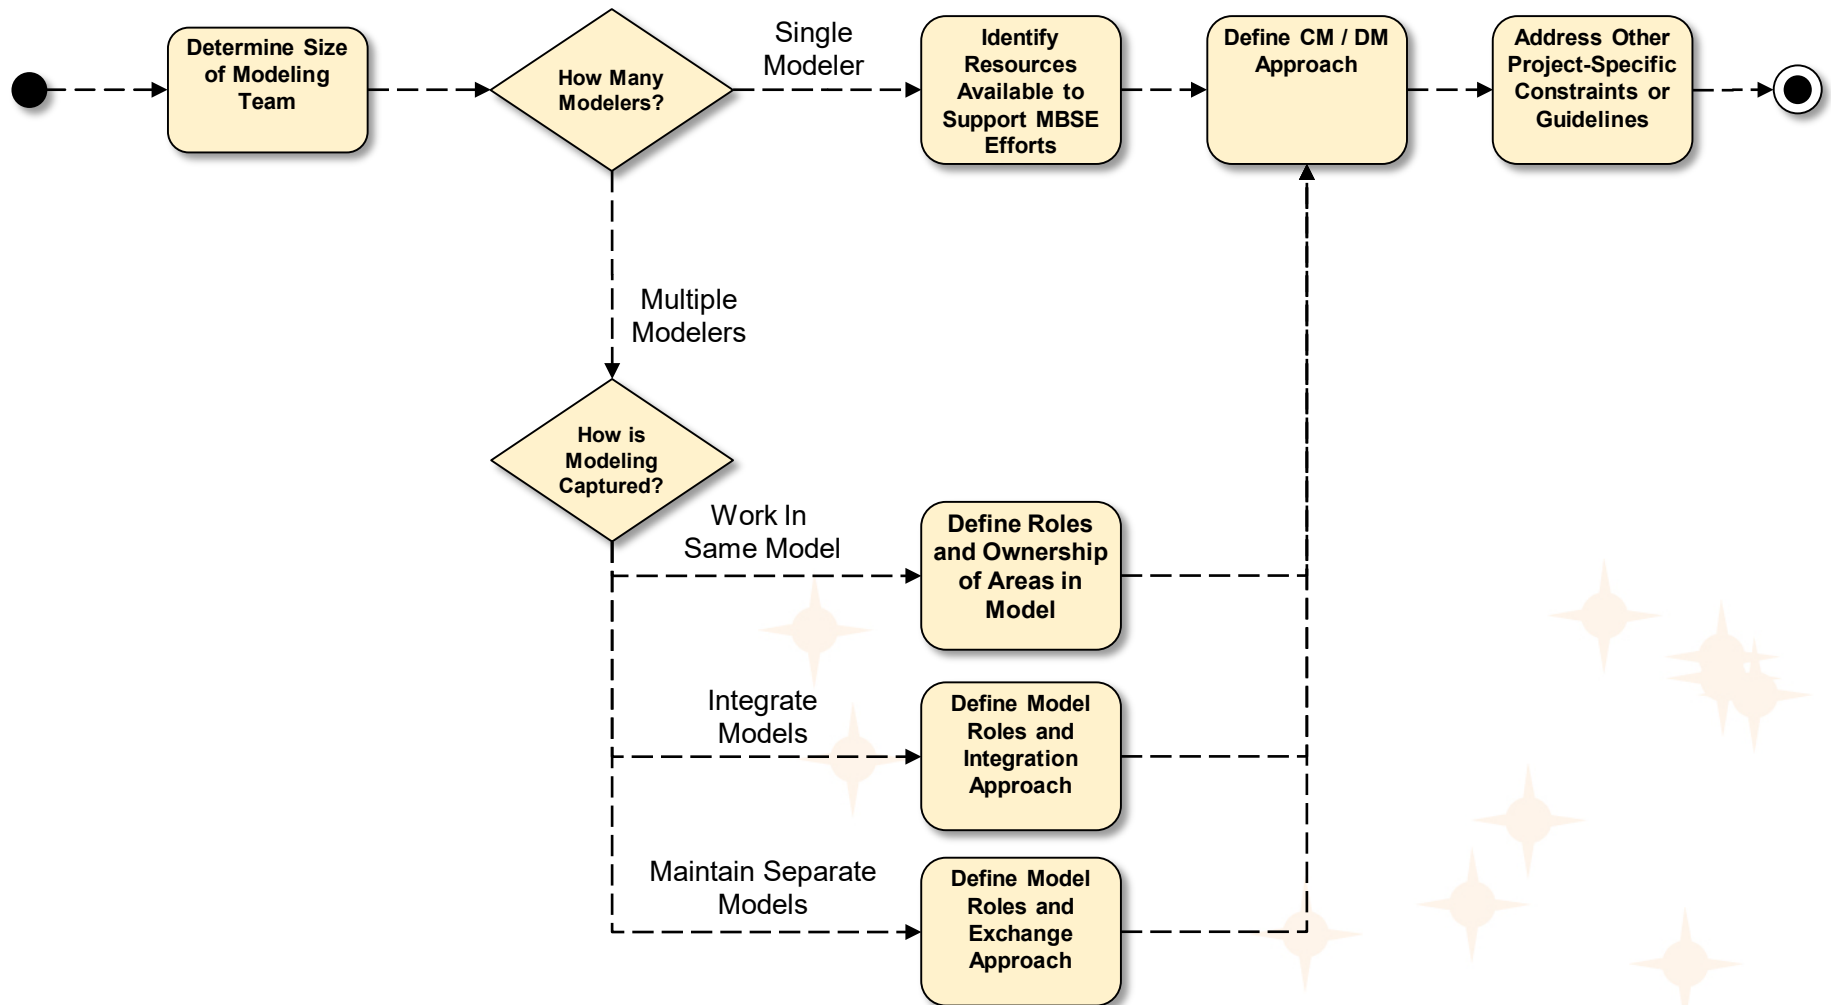 Determine Size
of Modeling
Team
How Many
Modelers?
Single
Modeler
Identify
Resources
Available to
Support MBSE
Efforts
Define CM / DM
Approach
Address Other
Project-Specific
Constraints or
Guidelines
Multiple
Modelers
How is
Modeling
Captured?
Work In
Same Model
Define Roles
and Ownership
of Areas in
Model
Integrate
Models
Define Model
Roles and
Integration
Approach
Maintain Separate
Models
Define Model
Roles and
Exchange
Approach